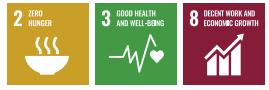 2 ZERO
HUNGER
3 GOOD HEALTH
AND WELL-BEING
8 DECENT WORK AND
ECONOMIC GROWTH